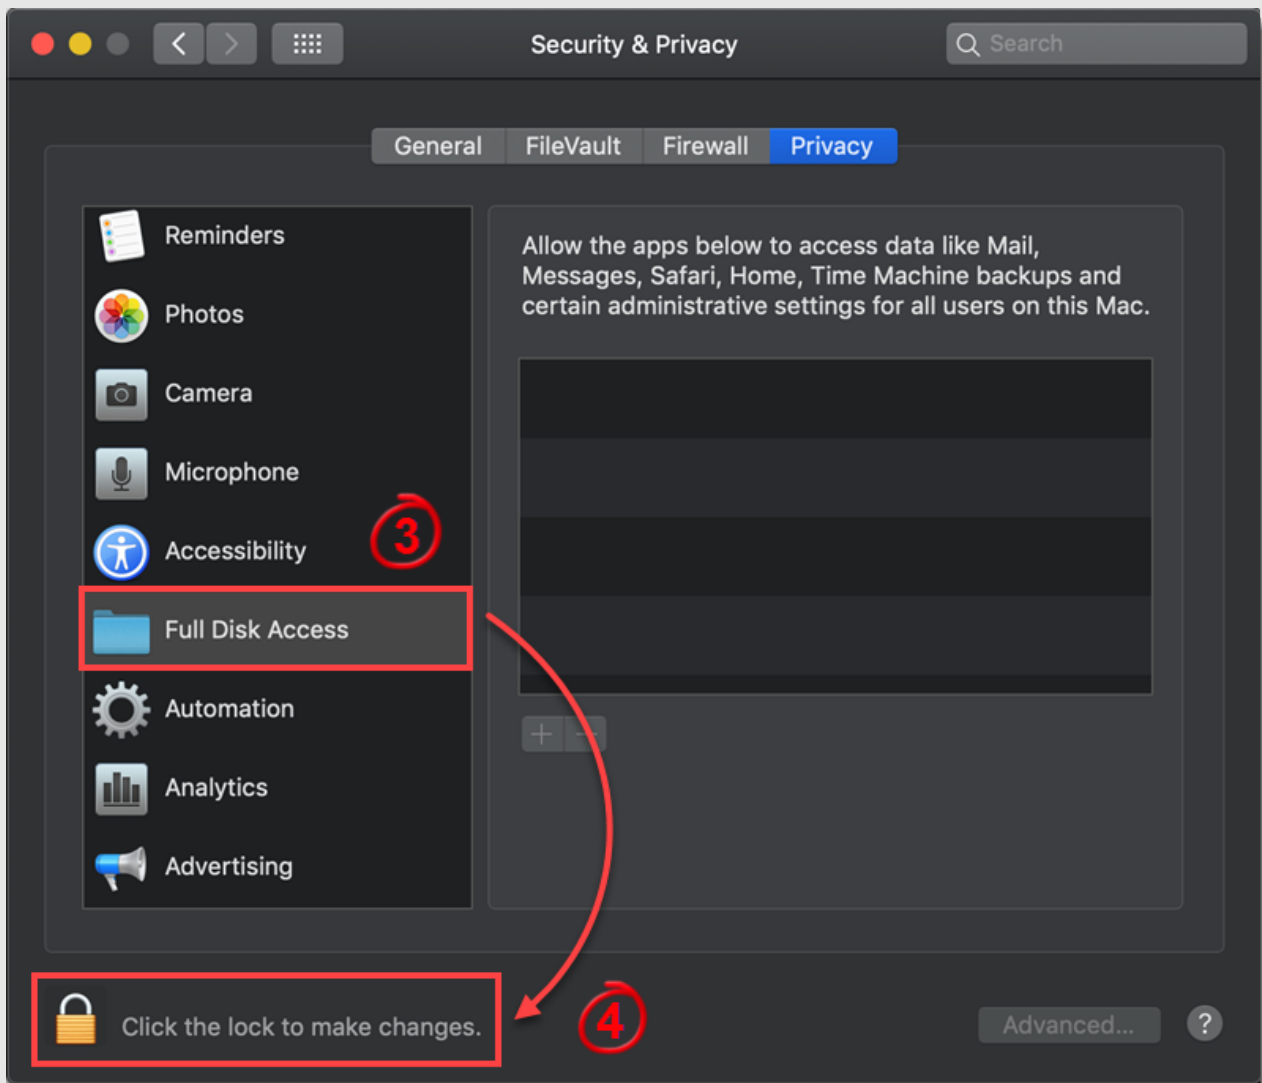 Security & Privacy
Search
General
FileVault
Firewall
Privacy
Reminders
Photos
Camera
Microphone
Accessibility
3
Full Disk Access
Automation
Analytics
Advertising
Allow the apps below to access data like Mail,
Messages, Safari, Home, Time Machine backups and
certain administrative settings for all users on this Mac.
+
−
Click the lock to make changes.
4
Advanced...
?